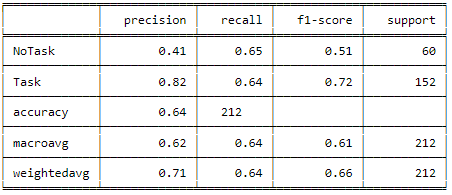 precision recall f1-score support
NoTask 0.41 0.65 0.51 60
Task 0.82 0.64 0.72 152
accuracy 0.64 212
macroavg 0.62 0.64 0.61 212
weightedavg 0.71 0.64 0.66 212